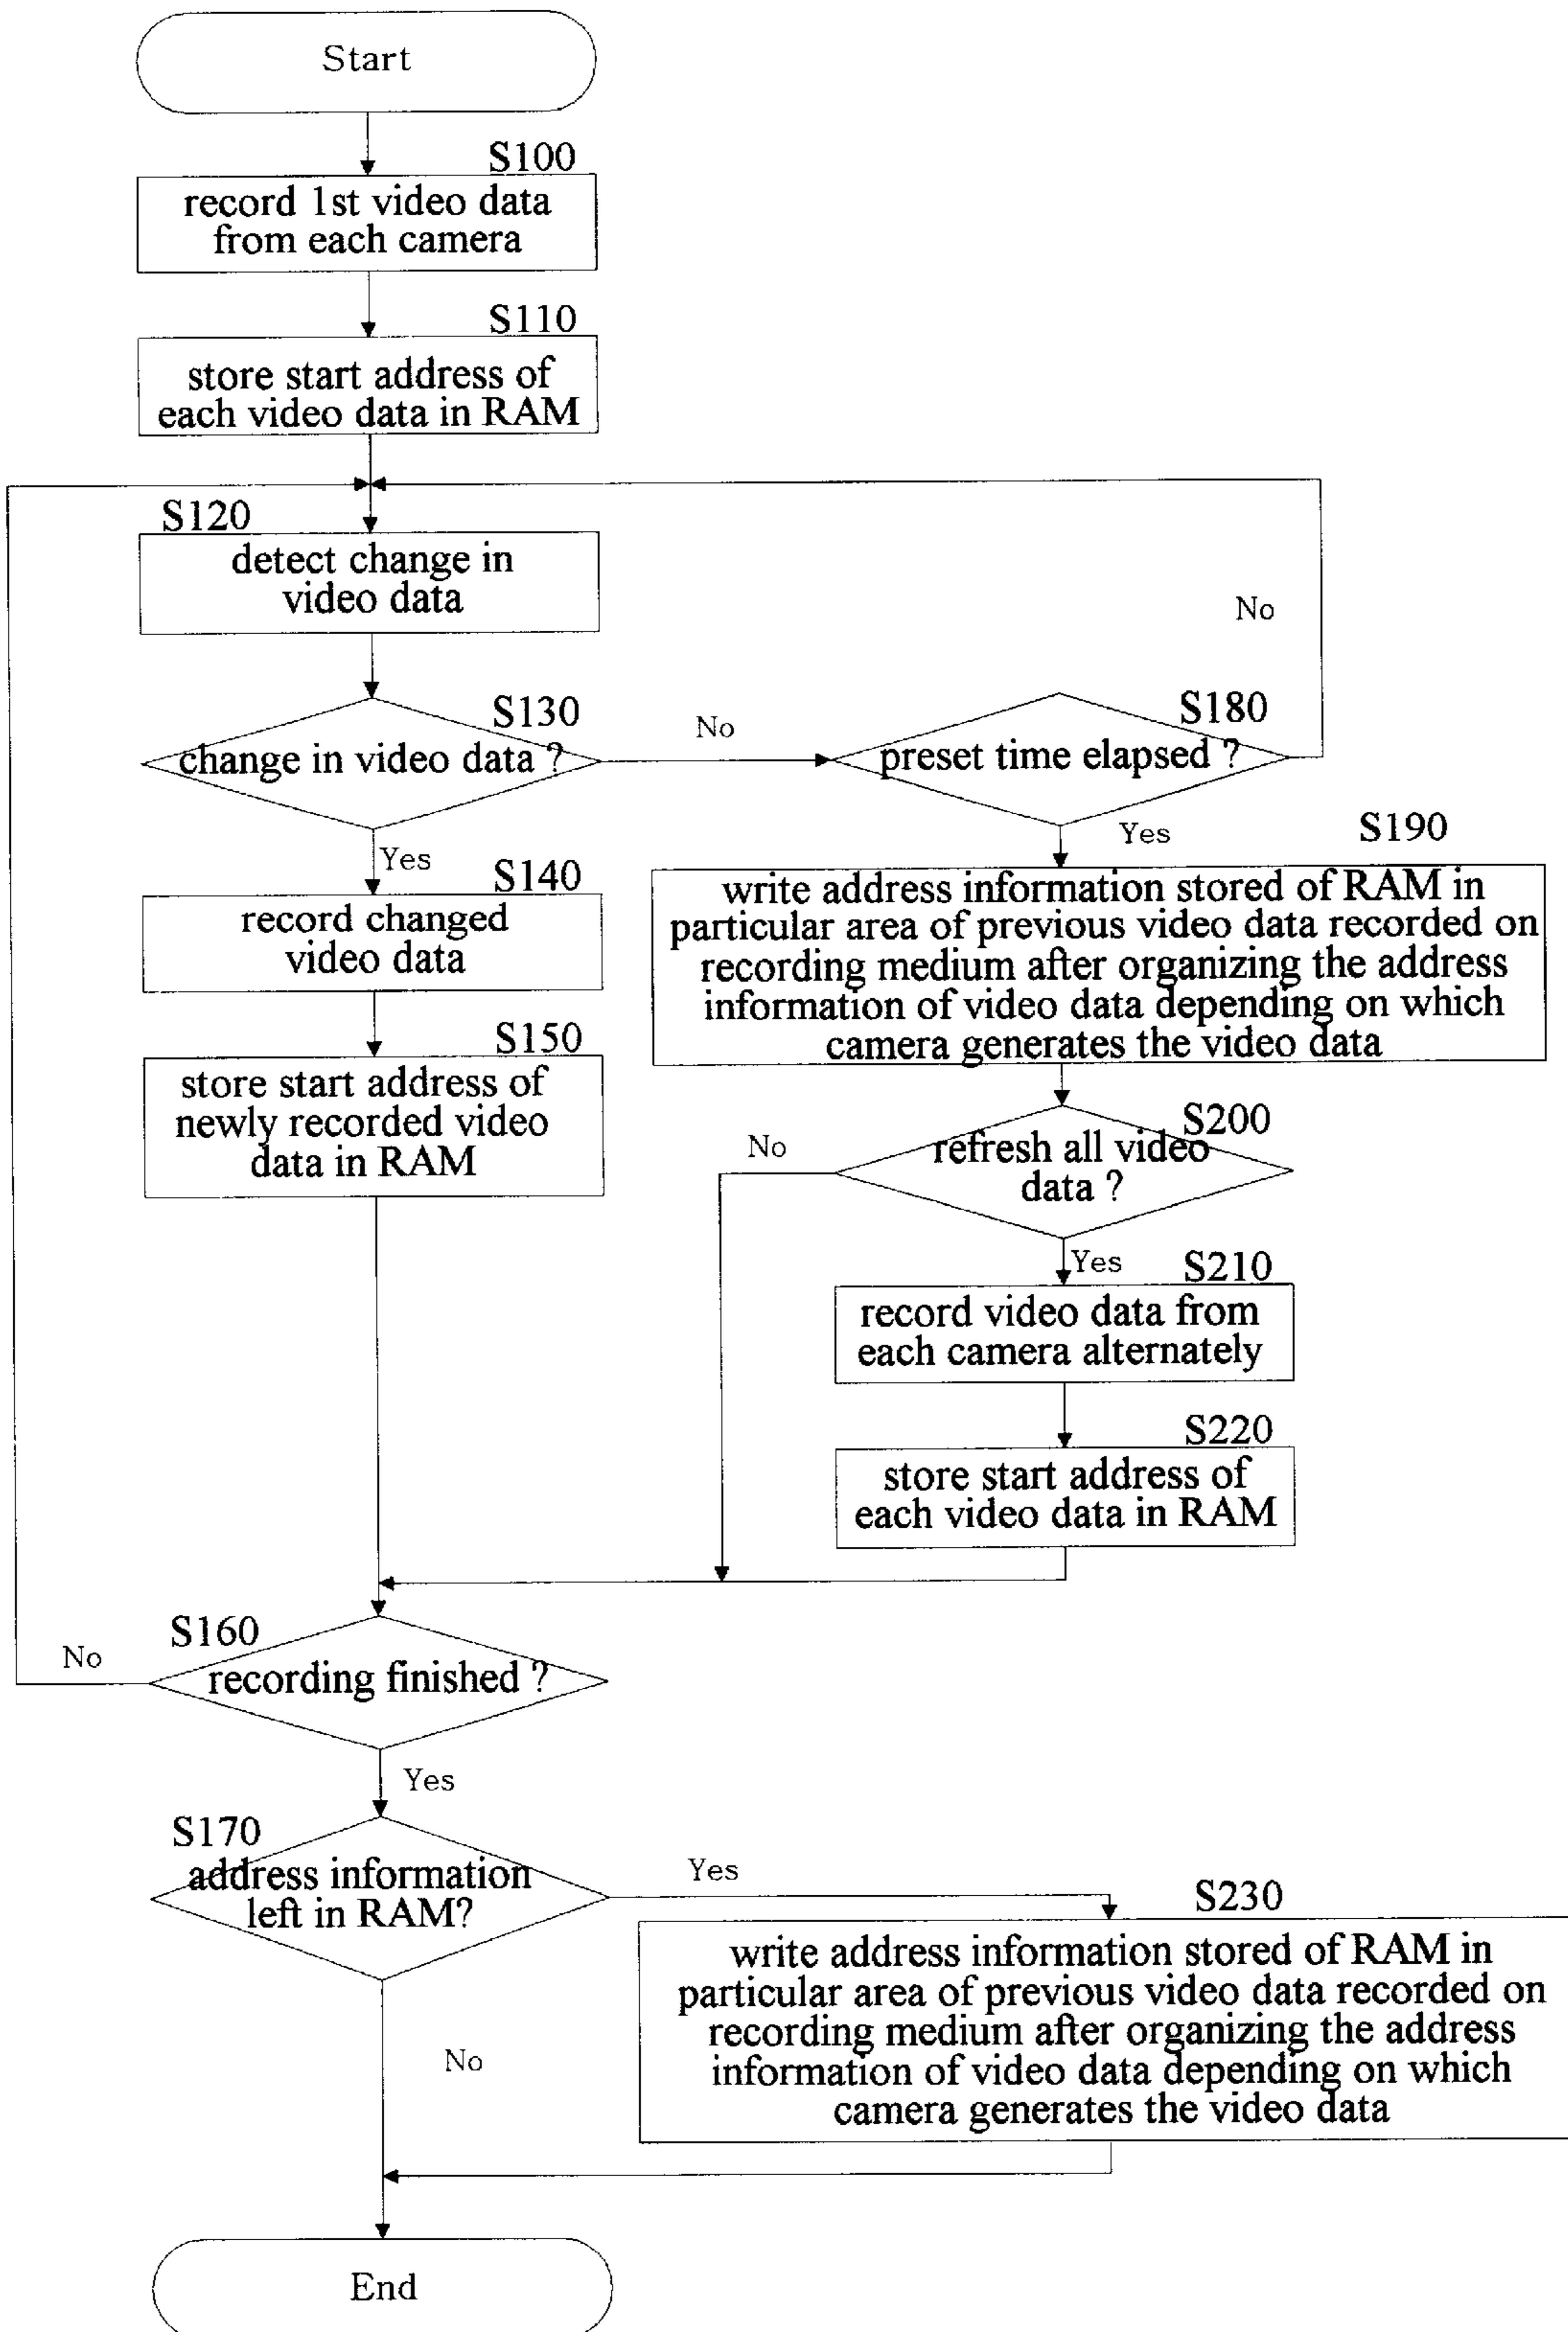 Start
S100
record 1st video data
from each camera
S110
store start address of
each video data in RAM
S120
detect change in
video data
No
S130
change in video data ?
No
S180
preset time elapsed ?
Yes
S140
record changed
video data
Yes
S190
write address information stored of RAM in
particular area of previous video data recorded on
recording medium after organizing the address
information of video data depending on which
camera generates the video data
S150
store start address of
newly recorded video
data in RAM
No
S200
refresh all video
data ?
Yes
S210
record video data from
each camera alternately
S220
store start address of
each video data in RAM
S160
No
recording finished ?
Yes
S170
address information
left in RAM?
Yes
S230
write address information stored of RAM in
particular area of previous video data recorded on
recording medium after organizing the address
information of video data depending on which
camera generates the video data
No
End